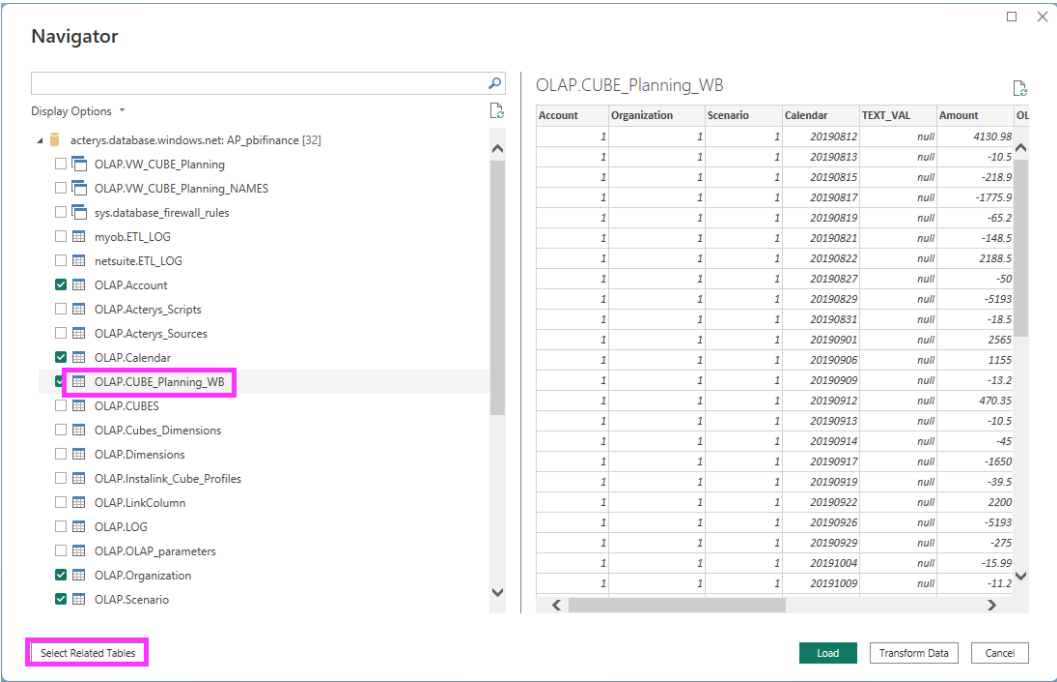 Navigator
Display Options
acterys.database.windows.net: AP_pbifinance [32]
OLAP.VW_CUBE_Planning
OLAP.VW_CUBE_Planning_NAMES
sys.database_firewall_rules
myob.ETL_LOG
netsuite.ETL_LOG
OLAP.Account
OLAP.Acterys_Scripts
OLAP.Acterys_Sources
OLAP.Calendar
OLAP.CUBE_Planning_WB
OLAP.CUBES
OLAP.Cubes_Dimensions
OLAP.Dimensions
OLAP.Instalink_Cube_Profiles
OLAP.LinkColumn
OLAP.LOG
OLAP.OLAP_parameters
OLAP.Organization
OLAP.Scenario
OLAP.CUBE_Planning_WB
Account Organization Scenario Calendar TEXT_VAL Amount OL
1 1 1 20190812 null 4130.98
1 1 1 20190813 null -10.5
1 1 1 20190815 null -218.9
1 1 1 20190817 null -1775.9
1 1 1 20190819 null -65.2
1 1 1 20190821 null -148.5
1 1 1 20190822 null 2188.5
1 1 1 20190827 null -50
1 1 1 20190829 null -5193
1 1 1 20190831 null -18.5
1 1 1 20190901 null 2565
1 1 1 20190906 null 1155
1 1 1 20190909 null -13.2
1 1 1 20190912 null 470.35
1 1 1 20190913 null -10.5
1 1 1 20190914 null -45
1 1 1 20190917 null -1650
1 1 1 20190919 null -39.5
1 1 1 20190922 null 2200
1 1 1 20190926 null -5193
1 1 1 20190929 null -275
1 1 1 20191004 null -15.99
1 1 1 20191009 null -11.2
Select Related Tables
Load
Transform Data
Cancel